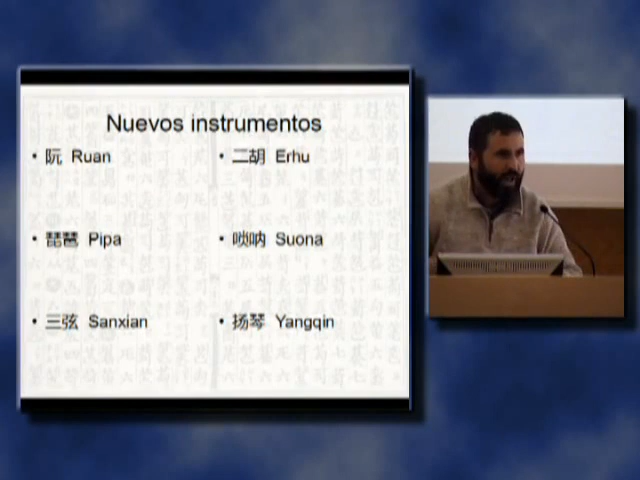 Nuevos instrumentos
• 阮 Ruan
• 琵琶 Pipa
• 三弦 Sanxian
• 二胡 Erhu
• 唢呐 Suona
• 扬琴 Yangqin